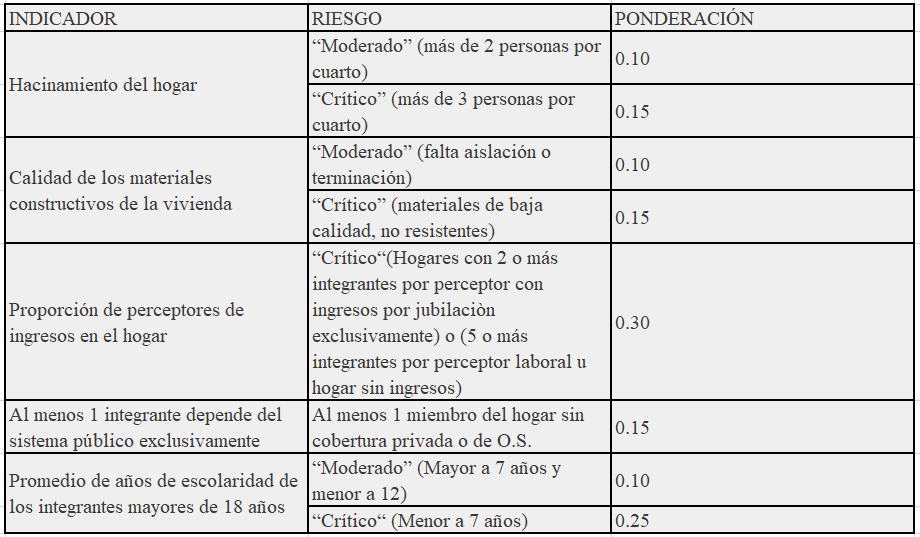 INDICADOR
RIESGO
PONDERACIÓN
Hacinamiento del hogar
“Moderado” (más de 2 personas por
cuarto)
0.10
“Crítico“ (más de 3 personas por
cuarto)
0.15
Calidad de los materiales
constructivos de la vivienda
“Moderado” (falta aislación o
terminación)
0.10
“Crítico“ (materiales de baja
calidad, no resistentes)
0.15
Proporción de perceptores de
ingresos en el hogar
“Crítico“(Hogares con 2 o más
integrantes por perceptor con
ingresos por jubilaciòn
exclusivamente) o (5 o más
integrantes por perceptor laboral u
hogar sin ingresos)
0.30
Al menos 1 integrante depende del
sistema público exclusivamente
Al menos 1 miembro del hogar sin
cobertura privada o de O.S.
0.15
Promedio de años de escolaridad de
los integrantes mayores de 18 años
“Moderado” (Mayor a 7 años y
menor a 12)
0.10
“Crítico“ (Menor a 7 años)
0.25